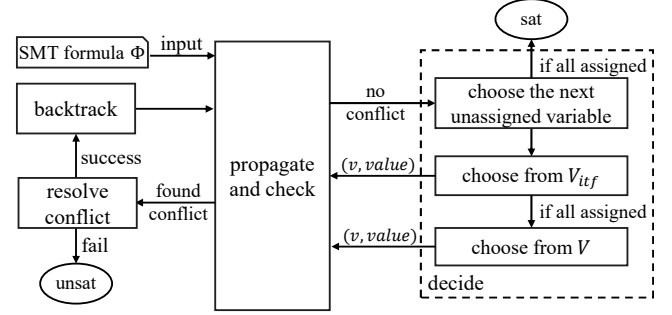 sat
SMT formula Φ
input
if all assigned
backtrack
no
conflict
choose the next
unassigned variable
success
propagate
and check
(v, value)
choose from V_itf
resolve
conflict
found
conflict
if all assigned
fail
(v, value)
choose from V
unsat
decide